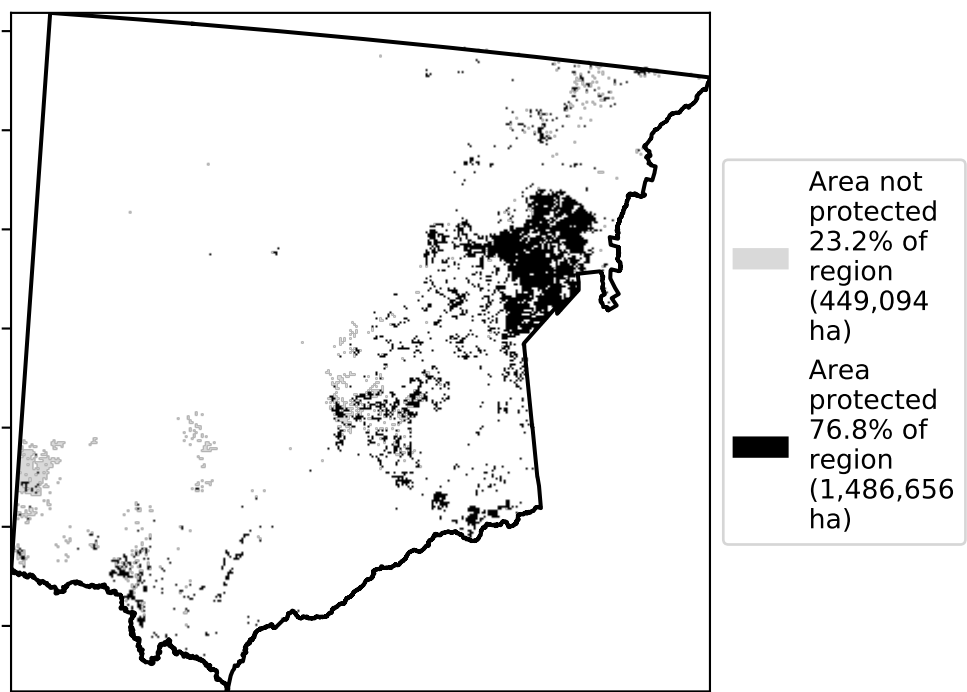 Area not
protected
23.2% of
region
(449,094
ha)
Area
protected
76.8% of
region
(1,486,656
ha)